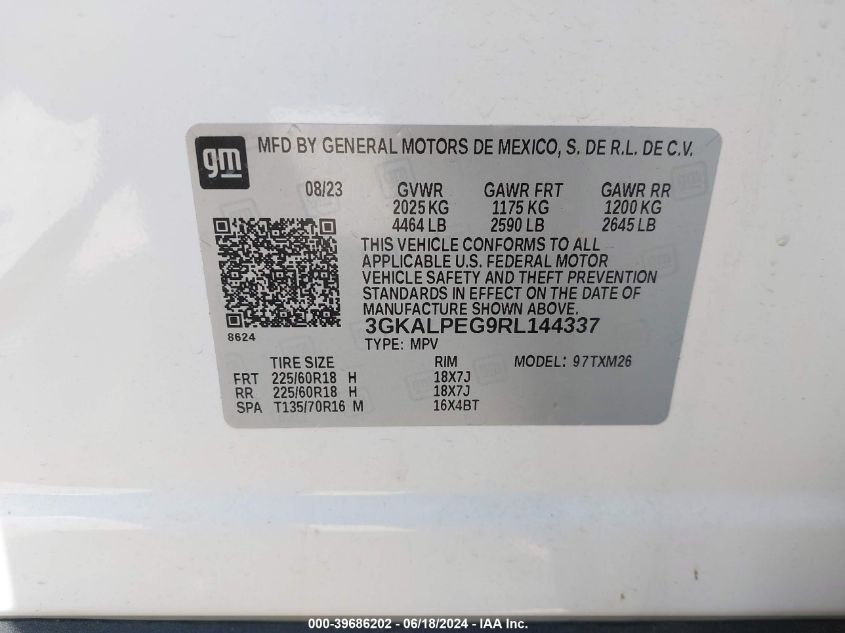 gm
MFD BY GENERAL MOTORS DE MEXICO, S. DE R.L. DE C.V.
08/23 GVWR GAWR FRT GAWR RR
2025 KG 1175 KG 1200 KG
4464 LB 2590 LB 2645 LB
THIS VEHICLE CONFORMS TO ALL
APPLICABLE U.S. FEDERAL MOTOR
VEHICLE SAFETY AND THEFT PREVENTION
STANDARDS IN EFFECT ON THE DATE OF
MANUFACTURE SHOWN ABOVE.
3GKALPEG9RL144337
8624
TYPE: MPV
TIRE SIZE RIM MODEL: 97TXM26
FRT 225/60R18 H 18X7J
RR 225/60R18 H 18X7J
SPA T135/70R16 M 16X4BT
000-39686202 - 06/18/2024 - IAA Inc.